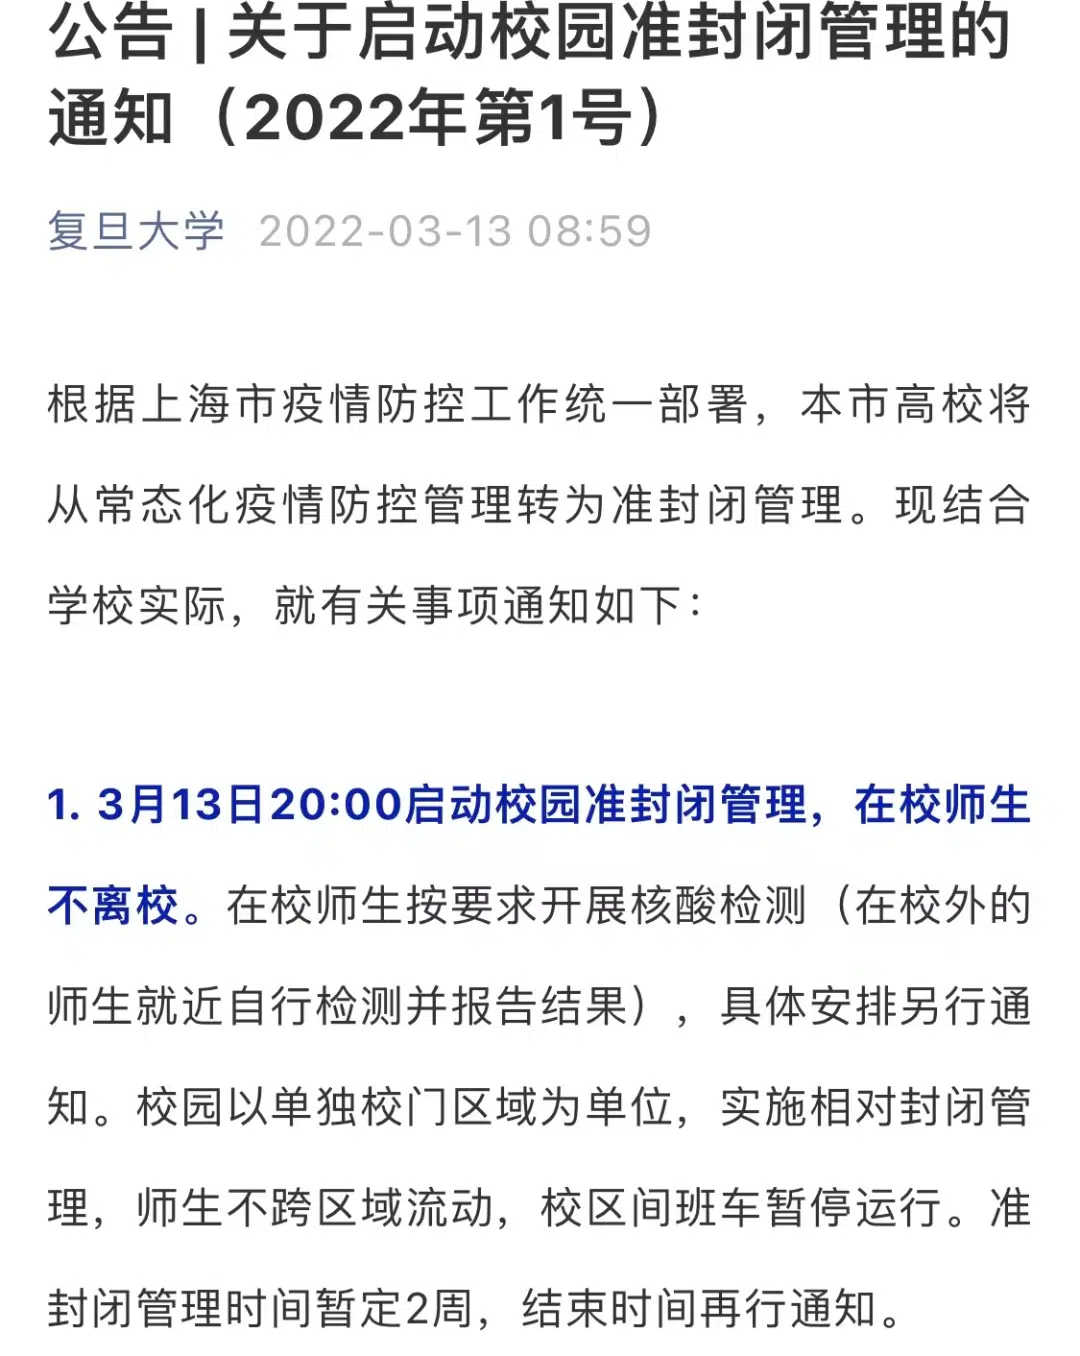 公告 | 关于启动校园准封闭管理的
通知（2022年第1号）
复旦大学 2022-03-13 08:59
根据上海市疫情防控工作统一部署，本市高校将
从常态化疫情防控管理转为准封闭管理。现结合
学校实际，就有关事项通知如下：
1. 3月13日20:00启动校园准封闭管理，在校师生
不离校。在校师生按要求开展核酸检测（在校外的
师生就近自行检测并报告结果），具体安排另行通
知。校园以单独校门区域为单位，实施相对封闭管
理，师生不跨区域流动，校区间班车暂停运行。准
封闭管理时间暂定2周，结束时间再行通知。